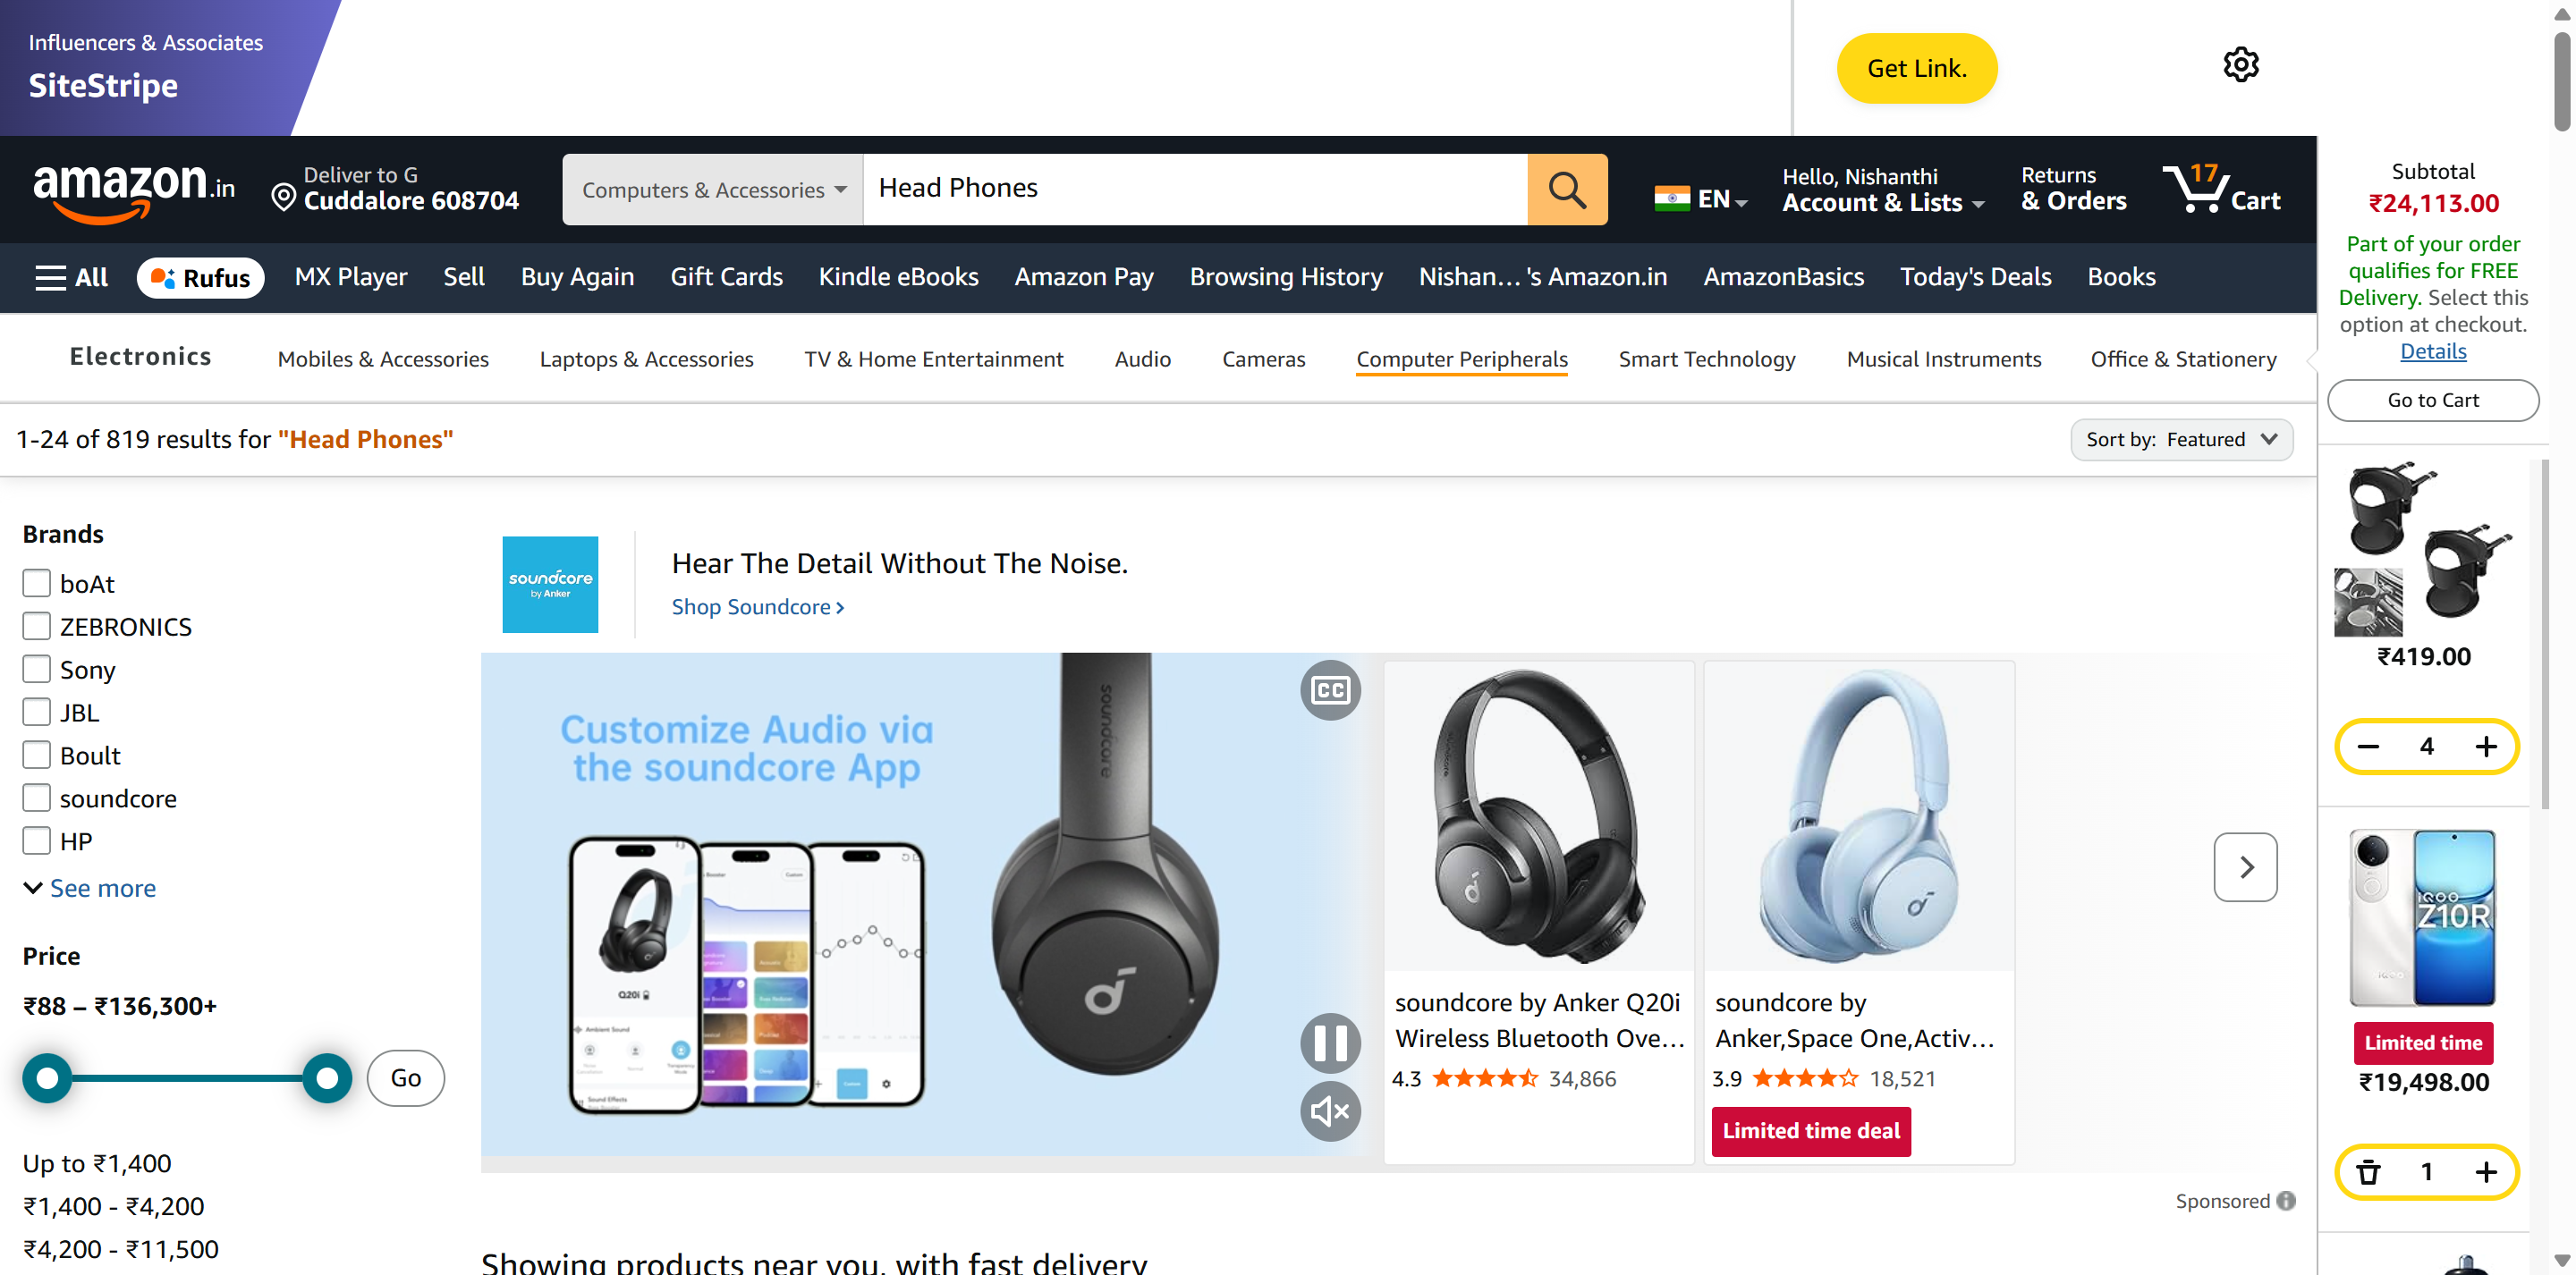 Influencers & Associates
SiteStripe
Get Link.
amazon.in
Deliver to G
Cuddalore 608704
Computers & Accessories
Head Phones
EN
Hello, Nishanthi
Account & Lists
Returns
& Orders
17
Cart
All
Rufus
MX Player
Sell
Buy Again
Gift Cards
Kindle eBooks
Amazon Pay
Browsing History
Nishan… 's Amazon.in
AmazonBasics
Today's Deals
Books
Electronics
Mobiles & Accessories
Laptops & Accessories
TV & Home Entertainment
Audio
Cameras
Computer Peripherals
Smart Technology
Musical Instruments
Office & Stationery
1-24 of 819 results for "Head Phones"
Sort by: Featured
Brands
boAt
ZEBRONICS
Sony
JBL
Boult
soundcore
HP
See more
Price
₹88 – ₹136,300+
Go
Up to ₹1,400
₹1,400 - ₹4,200
₹4,200 - ₹11,500
soundcore
by Anker
Hear The Detail Without The Noise.
Shop Soundcore ›
Customize Audio via
the soundcore App
soundcore
Q20i
Ambient Sound
Sound Effects
CC
soundcore by Anker Q20i
Wireless Bluetooth Ove…
4.3
34,866
soundcore by
Anker,Space One,Activ…
3.9
18,521
Limited time deal
Sponsored
Showing products near you, with fast delivery
Subtotal
₹24,113.00
Part of your order
qualifies for FREE
Delivery. Select this
option at checkout.
Details
Go to Cart
₹419.00
4
iQOO
Z10R
Limited time
₹19,498.00
1